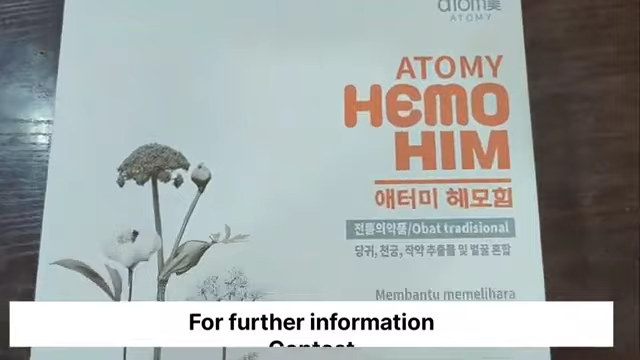 atom美
ATOMY
ATOMY
HEMO
HIM
애터미 헤모힘
전통의약품/Obat tradisional
당귀, 천궁, 작약 추출물 및 벌꿀 혼합
Membantu memelihara
For further information
Contact